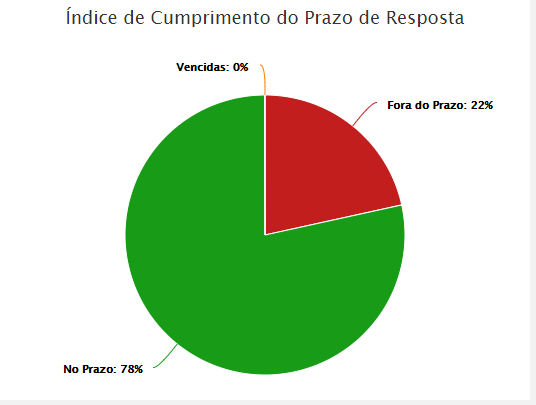 Índice de Cumprimento do Prazo de Resposta
Vencidas: 0%
Fora do Prazo: 22%
No Prazo: 78%